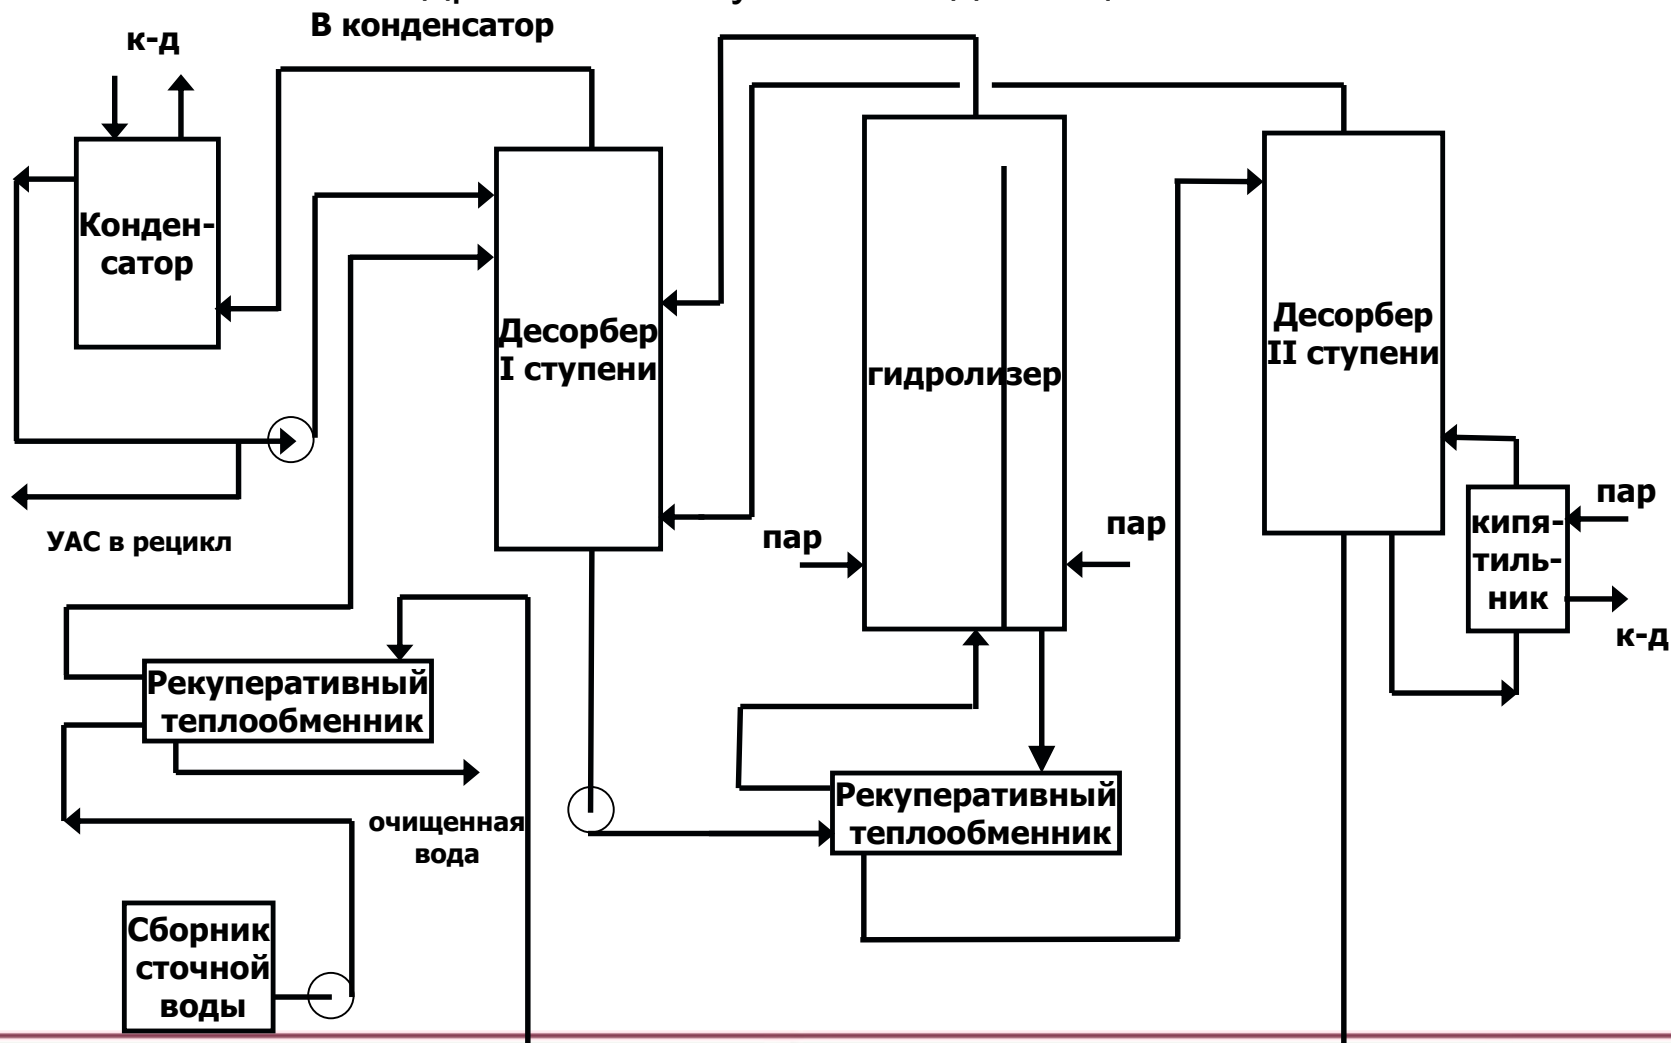 В конденсатор
к-д
Конден-
сатор
Десорбер
I ступени
гидролизер
Десорбер
II ступени
пар
кипя-
тиль-
ник
к-д
пар
пар
УАС в рецикл
Рекуперативный
теплообменник
очищенная
вода
Рекуперативный
теплообменник
Сборник
сточной
воды